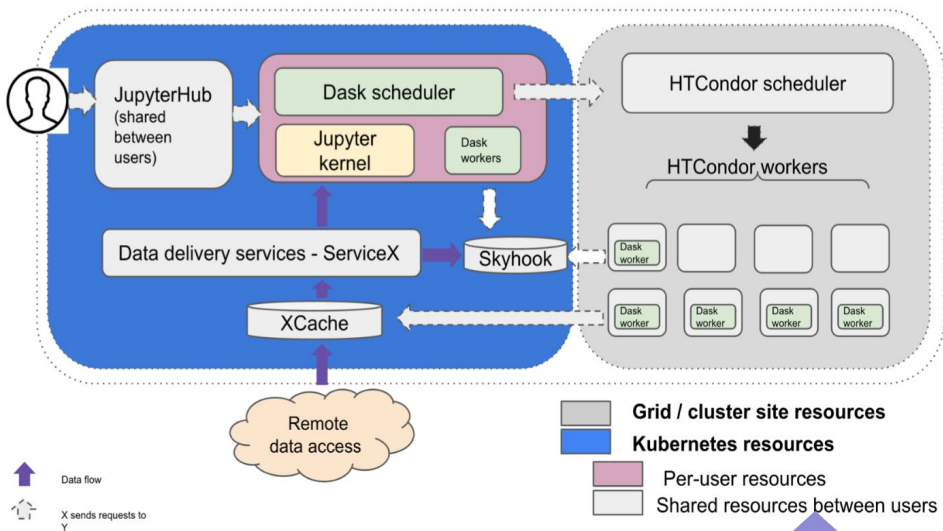 JupyterHub
(shared
between
users)
Dask scheduler
Jupyter
kernel
Dask
workers
HTCondor scheduler
HTCondor workers
Data delivery services - ServiceX
Skyhook
Dask
worker
XCache
Dask
worker
Dask
worker
Dask
worker
Dask
worker
Remote
data access
Grid / cluster site resources
Kubernetes resources
Per-user resources
Shared resources between users
Data flow
X sends requests to
Y